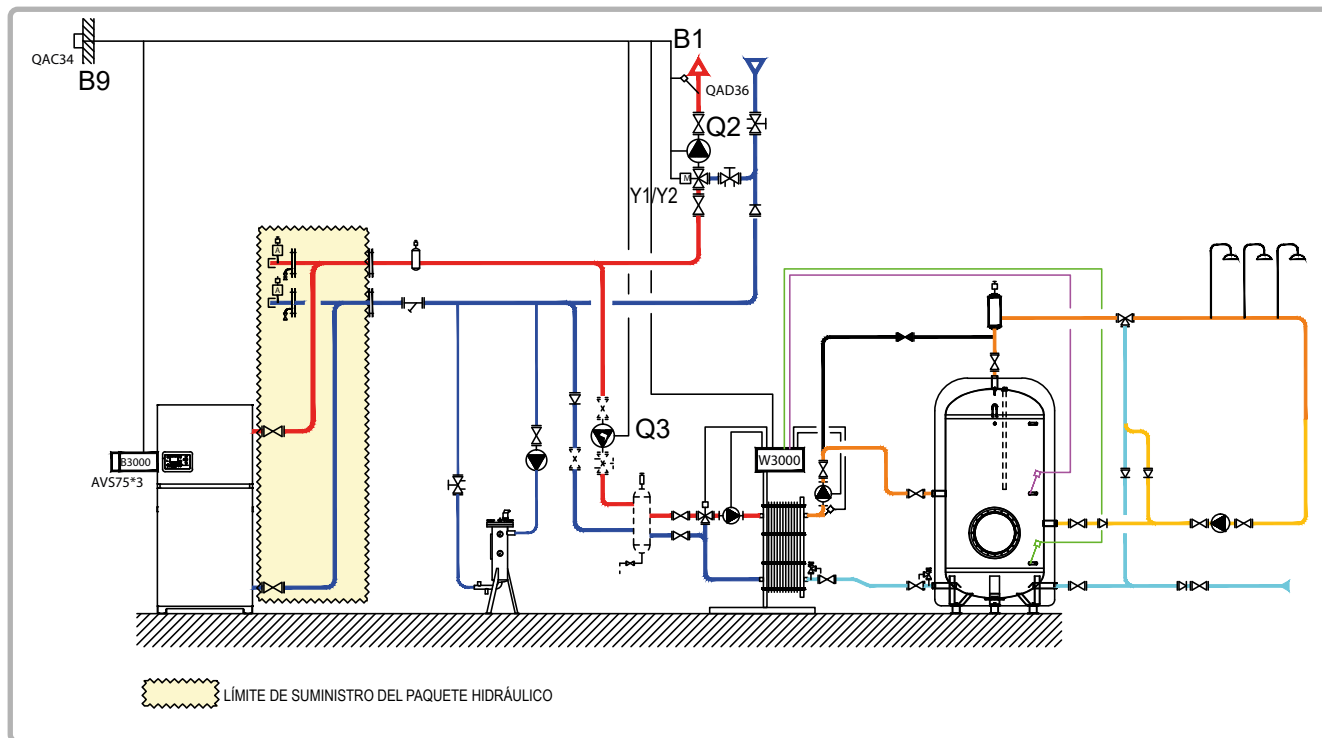 QAC34
B9
B1
QAD36
Q2
M
Y1/Y2
A
A
Q3
B3000
AVS75*3
W3000
LÍMITE DE SUMINISTRO DEL PAQUETE HIDRÁULICO